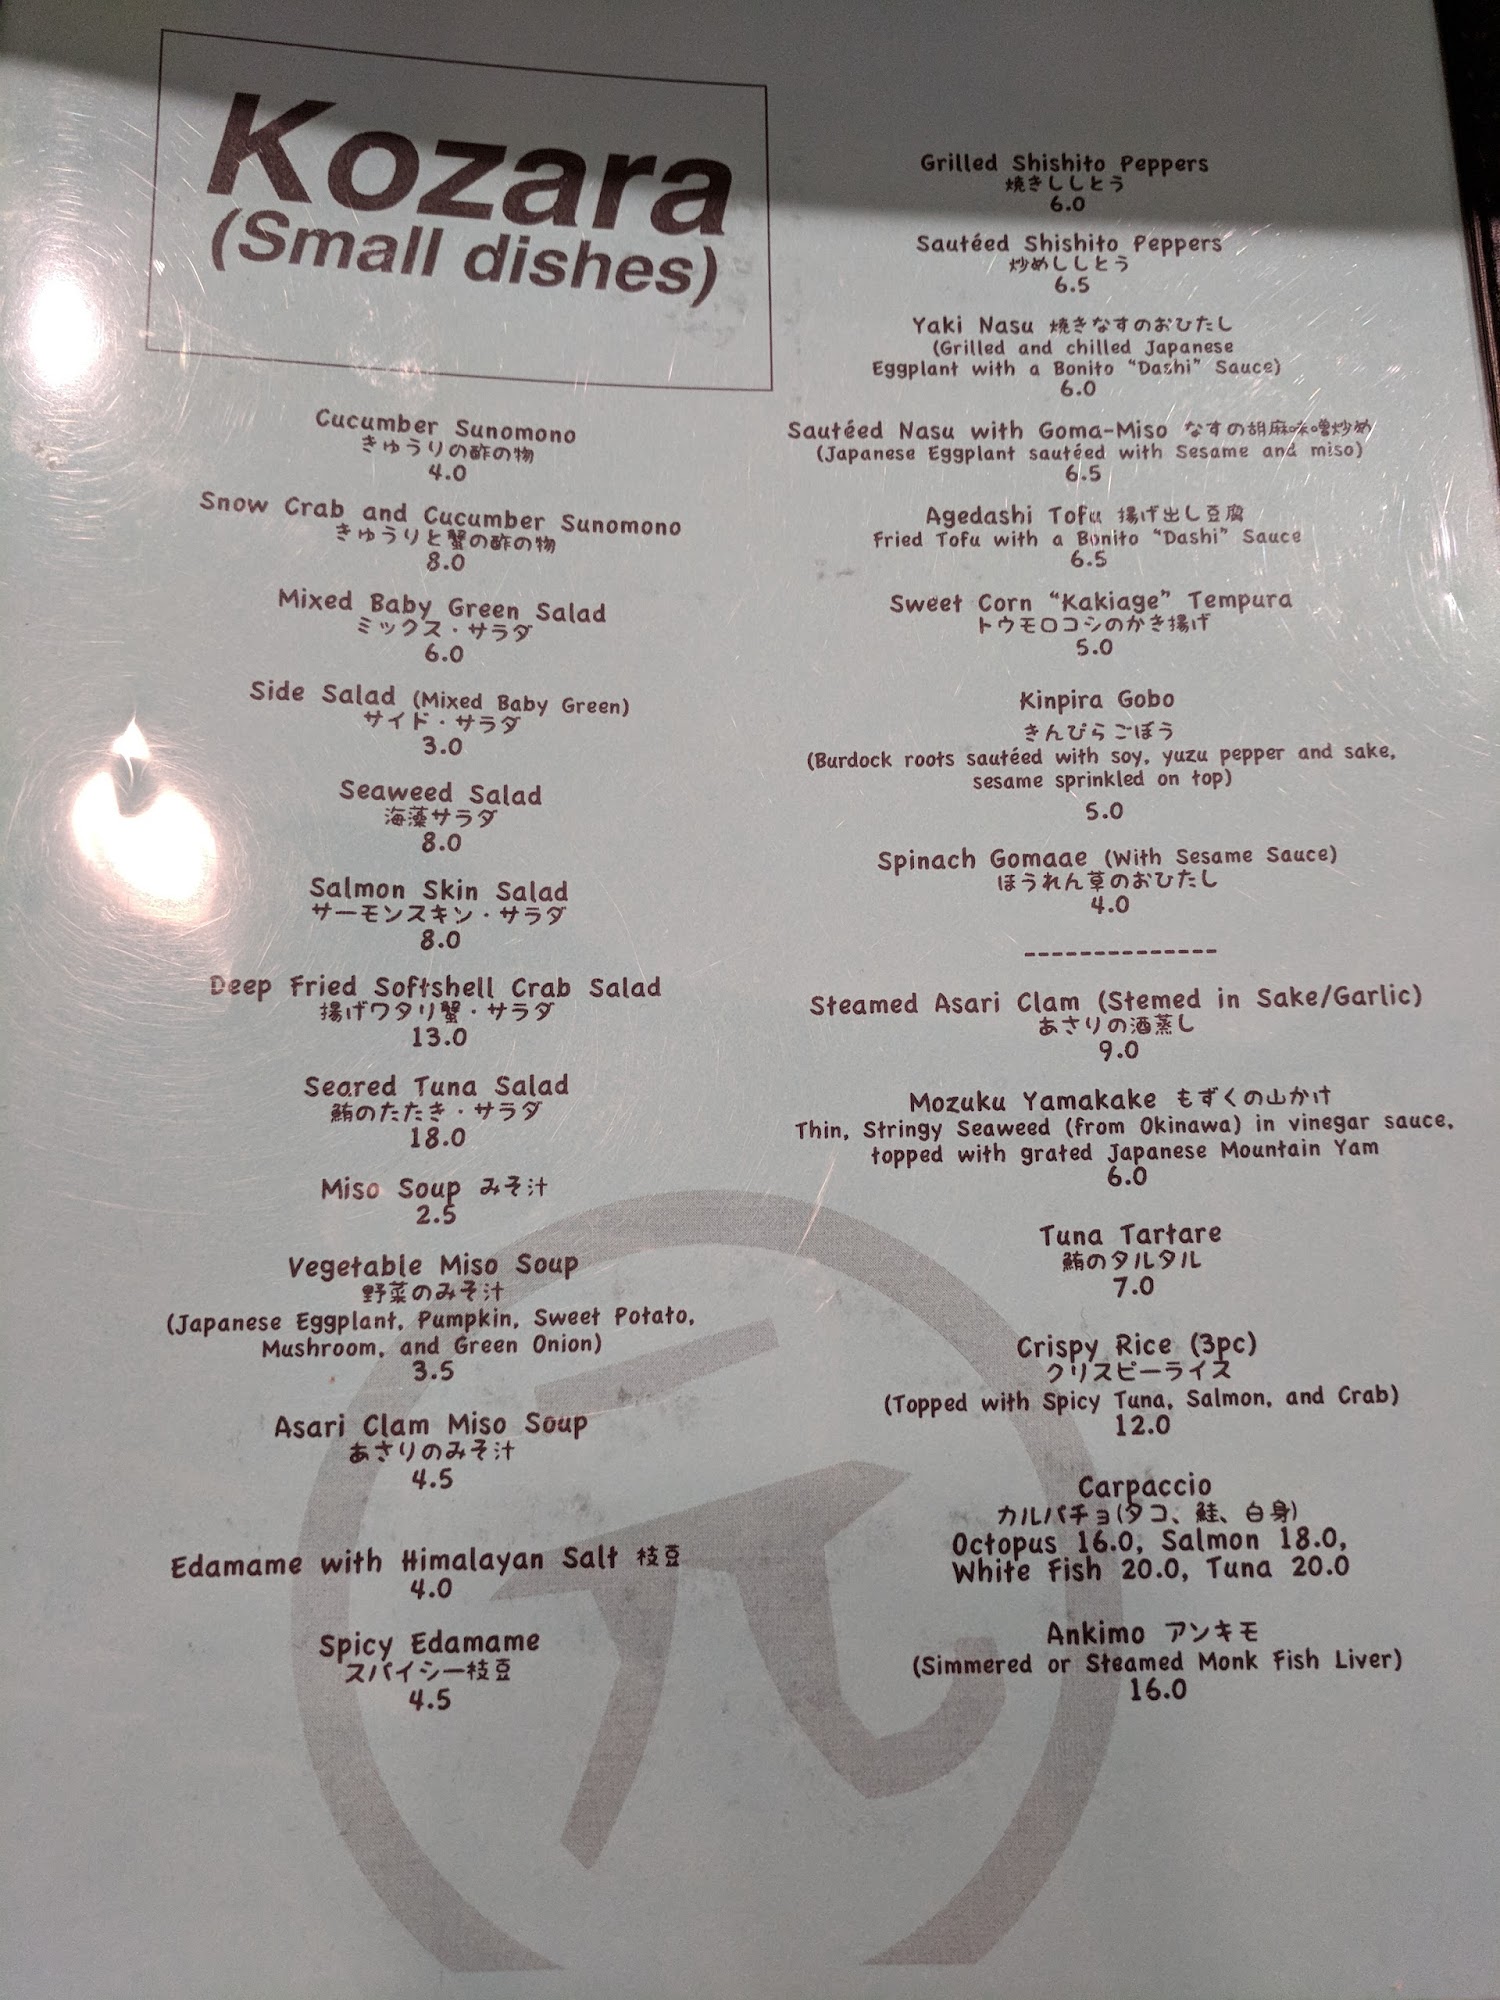 Kozara
(Small dishes)
Cucumber Sunomono
きゅうりの酢の物
4.0
Snow Crab and Cucumber Sunomono
きゅうりと蟹の酢の物
8.0
Mixed Baby Green Salad
ミックス・サラダ
6.0
Side Salad (Mixed Baby Green)
サイド・サラダ
3.0
Seaweed Salad
海藻サラダ
8.0
Salmon Skin Salad
サーモンスキン・サラダ
8.0
Deep Fried Softshell Crab Salad
揚げワタリ蟹・サラダ
13.0
Seared Tuna Salad
鮪のたたき・サラダ
18.0
Miso Soup みそ汁
2.5
Vegetable Miso Soup
野菜のみそ汁
(Japanese Eggplant, Pumpkin, Sweet Potato,
Mushroom, and Green Onion)
3.5
Asari Clam Miso Soup
あさりのみそ汁
4.5
Edamame with Himalayan Salt 枝豆
4.0
Spicy Edamame
スパイシー枝豆
4.5
Grilled Shishito Peppers
焼きししとう
6.0
Sautéed Shishito Peppers
炒めししとう
6.5
Yaki Nasu 焼きなすのおひたし
(Grilled and chilled Japanese
Eggplant with a Bonito “Dashi” Sauce)
6.0
Sautéed Nasu with Goma-Miso なすの胡麻味噌炒め
(Japanese Eggplant sautéed with Sesame and miso)
6.5
Agedashi Tofu 揚げ出し豆腐
Fried Tofu with a Bonito “Dashi” Sauce
6.5
Sweet Corn “Kakiage” Tempura
トウモロコシのかき揚げ
5.0
Kinpira Gobo
きんぴらごぼう
(Burdock roots sautéed with soy, yuzu pepper and sake,
sesame sprinkled on top)
5.0
Spinach Gomaae (With Sesame Sauce)
ほうれん草のおひたし
4.0
--------------
Steamed Asari Clam (Stemed in Sake/Garlic)
あさりの酒蒸し
9.0
Mozuku Yamakake もずくの山かけ
Thin, Stringy Seaweed (from Okinawa) in vinegar sauce,
topped with grated Japanese Mountain Yam
6.0
Tuna Tartare
鮪のタルタル
7.0
Crispy Rice (3pc)
クリスピーライス
(Topped with Spicy Tuna, Salmon, and Crab)
12.0
Carpaccio
カルパチョ(タコ、鮭、白身)
Octopus 16.0, Salmon 18.0,
White Fish 20.0, Tuna 20.0
Ankimo アンキモ
(Simmered or Steamed Monk Fish Liver)
16.0
元